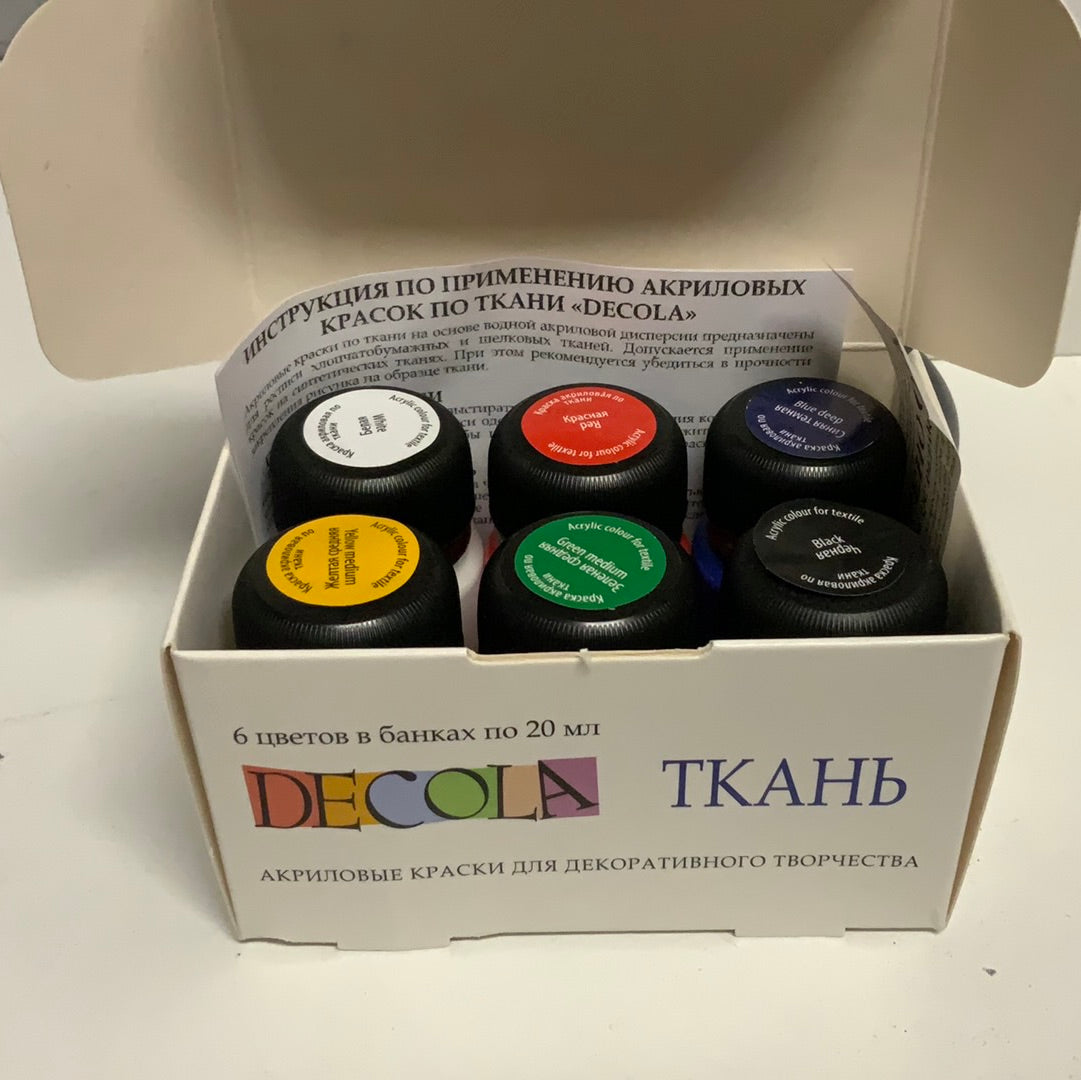 ИНСТРУКЦИЯ ПО ПРИМЕНЕНИЮ АКРИЛОВЫХ
КРАСОК ПО ТКАНИ «DECOLA»
Акриловые краски по ткани на основе водной акриловой дисперсии предназначены
для росписи хлопчатобумажных и шелковых тканей. Допускается применение
красок на синтетических тканях. При этом рекомендуется убедиться в прочности
закрепления рисунка на образце ткани.
Краска акриловая по
ткани
Белая
White
Acrylic colour for textile
Краска акриловая по
ткани
Красная
Red
Acrylic colour for textile
Краска акриловая по
ткани
Синяя темная
Blue deep
Acrylic colour for textile
Краска акриловая по
ткани
Желтая средняя
Yellow medium
Acrylic colour for textile
Краска акриловая по
ткани
Зеленая средняя
Green medium
Acrylic colour for textile
Краска акриловая по
ткани
Черная
Black
Acrylic colour for textile
6 цветов в банках по 20 мл
DECOLA
ТКАНЬ
АКРИЛОВЫЕ КРАСКИ ДЛЯ ДЕКОРАТИВНОГО ТВОРЧЕСТВА